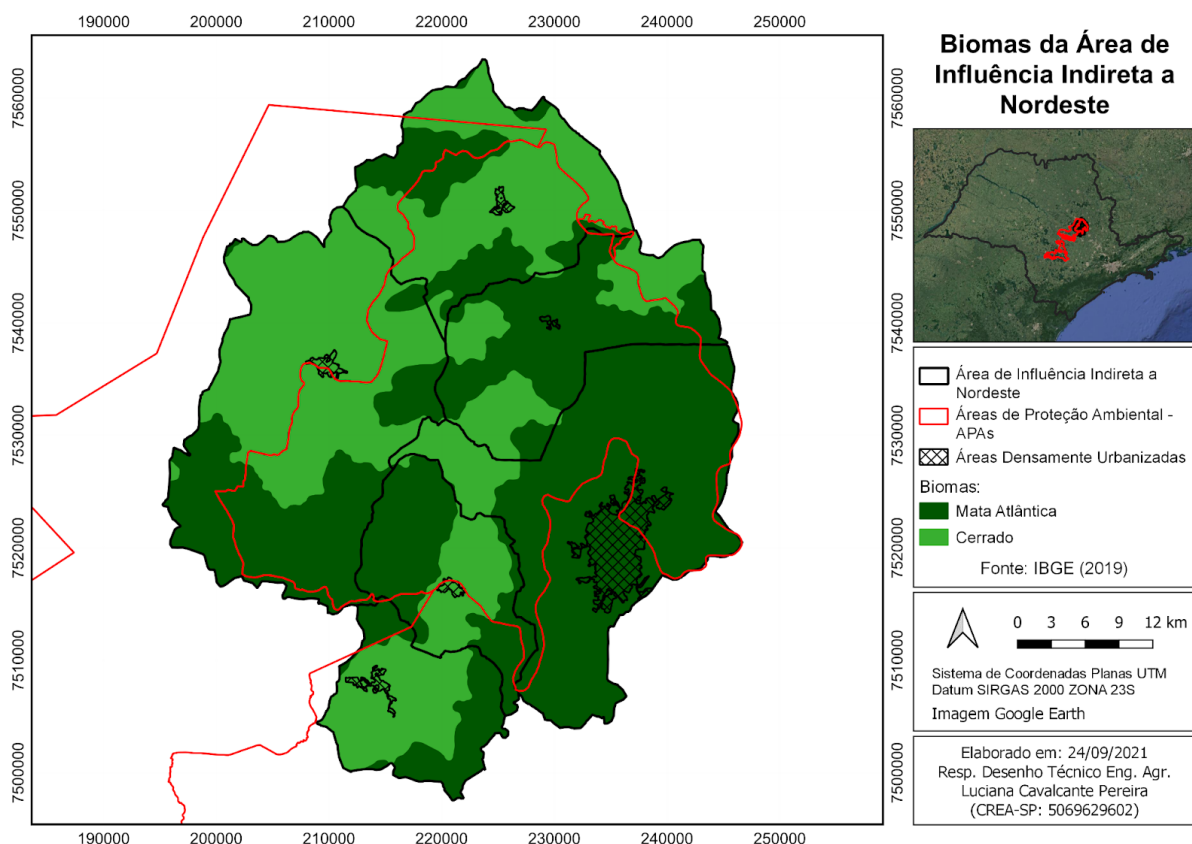 190000 200000 210000 220000 230000 240000 250000
7560000 7550000 7540000 7530000 7520000 7510000 7500000
7560000 7550000 7540000 7530000 7520000 7510000 7500000
190000 200000 210000 220000 230000 240000 250000
Biomas da Área de
Influência Indireta a
Nordeste
Área de Influência Indireta a
Nordeste
Áreas de Proteção Ambiental -
APAs
Áreas Densamente Urbanizadas
Biomas:
Mata Atlântica
Cerrado
Fonte: IBGE (2019)
0 3 6 9 12 km
Sistema de Coordenadas Planas UTM
Datum SIRGAS 2000 ZONA 23S
Imagem Google Earth
Elaborado em: 24/09/2021
Resp. Desenho Técnico Eng. Agr.
Luciana Cavalcante Pereira
(CREA-SP: 5069629602)